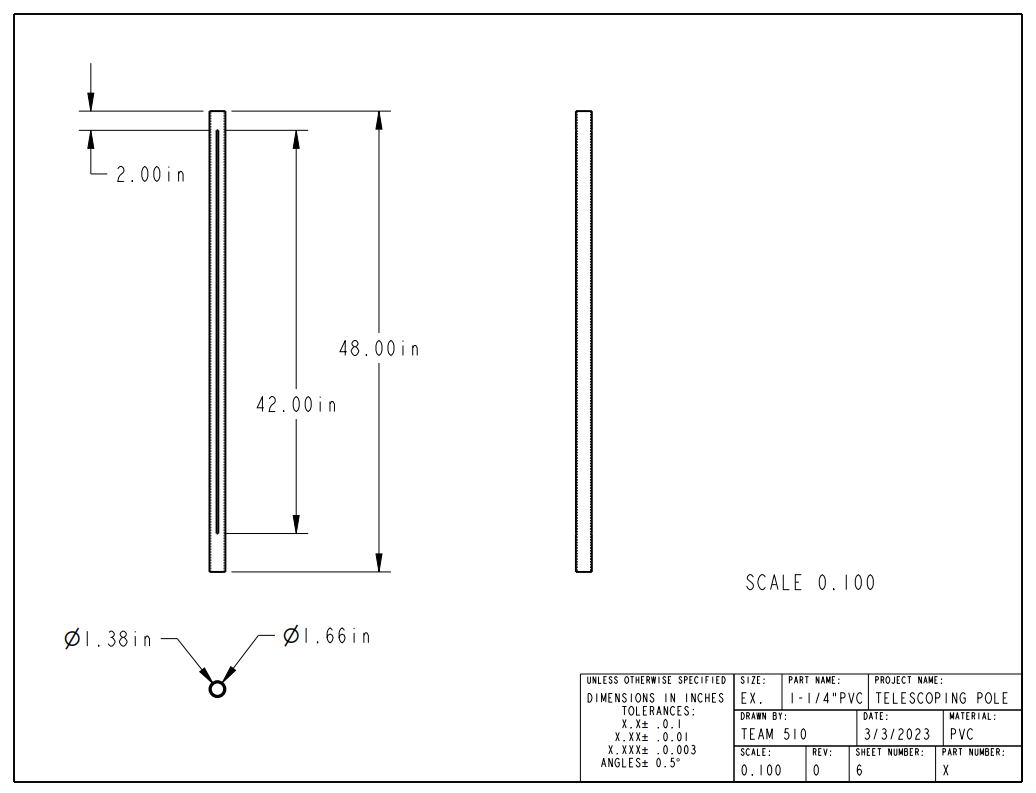 2.00in
48.00in
42.00in
SCALE 0.100
Ø1.38in
Ø1.66in
UNLESS OTHERWISE SPECIFIED
DIMENSIONS IN INCHES
TOLERANCES:
X.X± .0.1
X.XX± .0.01
X.XXX± .0.003
ANGLES± 0.5°
SIZE: PART NAME: PROJECT NAME:
EX. 1-1/4"PVC TELESCOPING POLE
DRAWN BY: DATE: MATERIAL:
TEAM 510 3/3/2023 PVC
SCALE: REV: SHEET NUMBER: PART NUMBER:
0.100 0 6 X